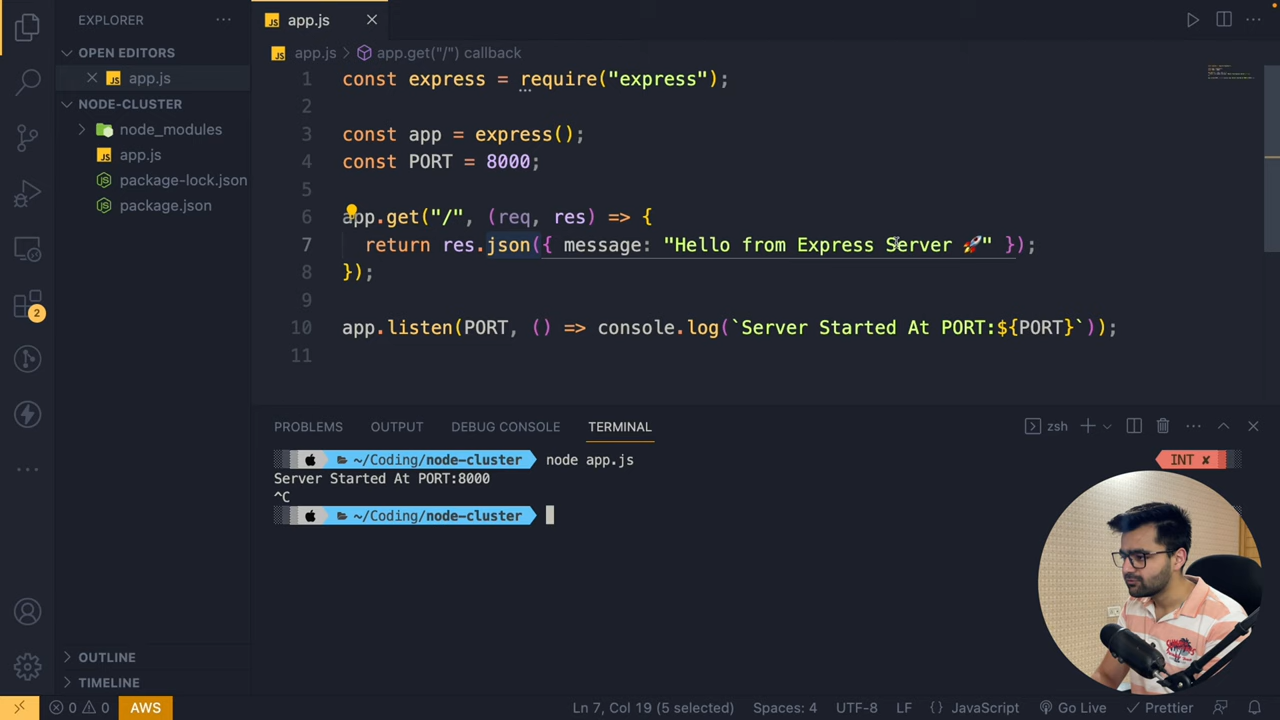 EXPLORER
OPEN EDITORS
app.js
NODE-CLUSTER
node_modules
app.js
package-lock.json
package.json
OUTLINE
TIMELINE
2
JS app.js
JS app.js > app.get("/") callback
1 const express = require("express");
2
3 const app = express();
4 const PORT = 8000;
5
6 app.get("/", (req, res) => {
7 return res.json({ message: "Hello from Express Server 🚀" });
8 });
9
10 app.listen(PORT, () => console.log(`Server Started At PORT:${PORT}`));
11
PROBLEMS OUTPUT DEBUG CONSOLE TERMINAL zsh
~/Coding/node-cluster node app.js INT ✘
Server Started At PORT:8000
^C
~/Coding/node-cluster
0 0 AWS Ln 7, Col 19 (5 selected) Spaces: 4 UTF-8 LF {} JavaScript Go Live Prettier